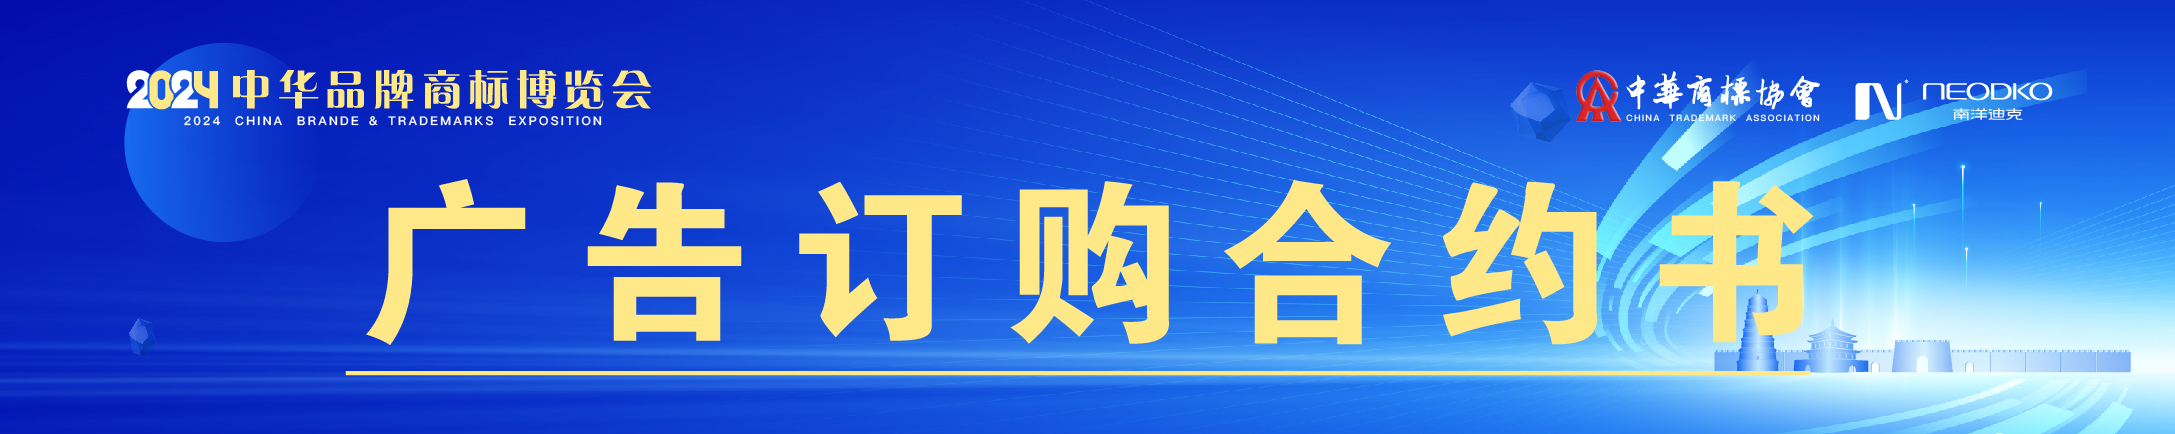 2024中华品牌商标博览会
2024 CHINA BRANDE & TRADEMARKS EXPOSITION
中華商標協會
CHINA TRADEMARK ASSOCIATION
NEODKO
南洋迪克
广告订购合约书